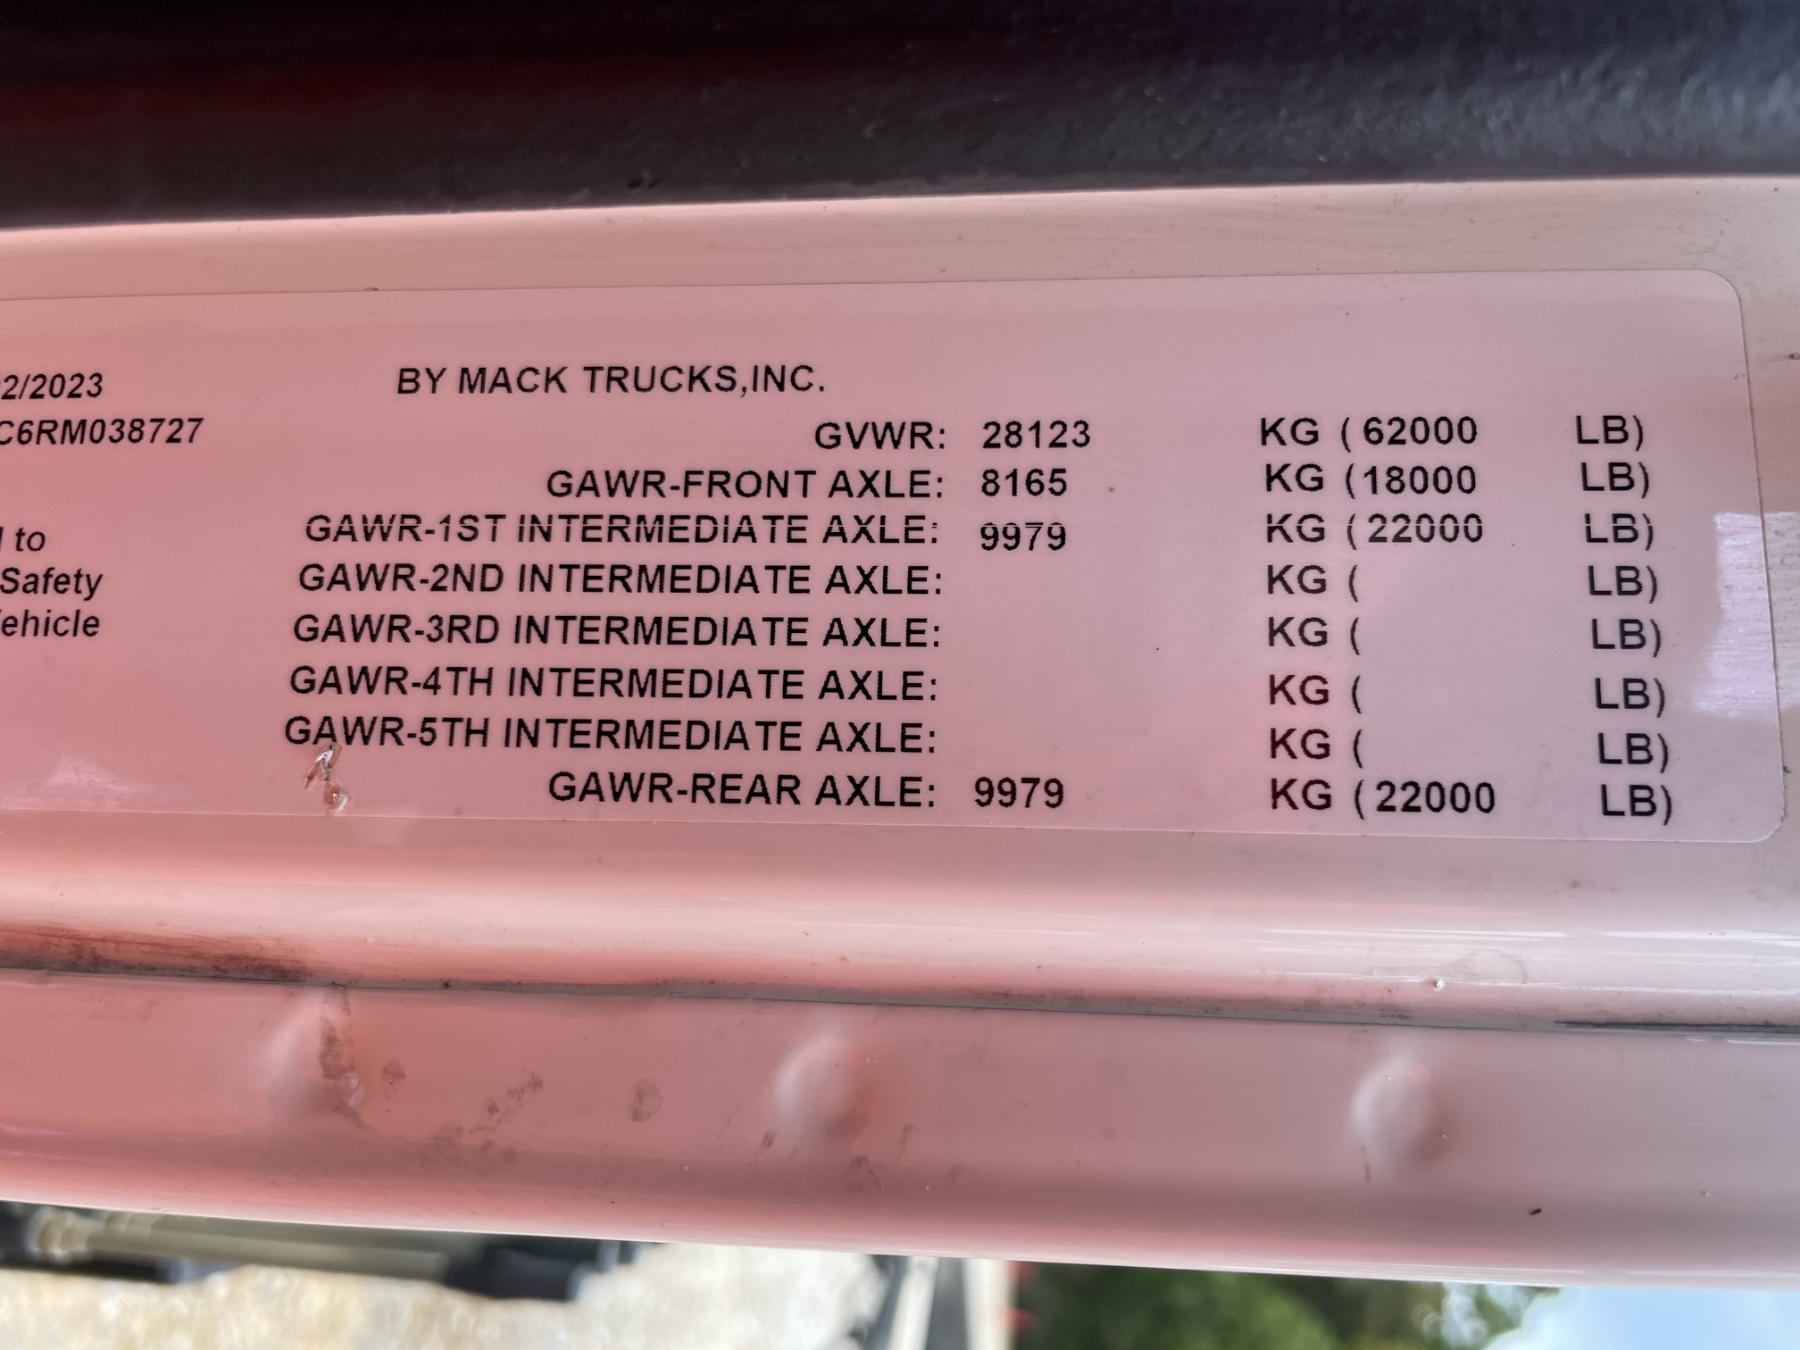 2/2023 BY MACK TRUCKS,INC.
C6RM038727 GVWR: 28123 KG (62000 LB)
GAWR-FRONT AXLE: 8165 KG (18000 LB)
GAWR-1ST INTERMEDIATE AXLE: 9979 KG (22000 LB)
to
GAWR-2ND INTERMEDIATE AXLE: KG ( LB)
Safety
GAWR-3RD INTERMEDIATE AXLE: KG ( LB)
ehicle
GAWR-4TH INTERMEDIATE AXLE: KG ( LB)
GAWR-5TH INTERMEDIATE AXLE: KG ( LB)
GAWR-REAR AXLE: 9979 KG (22000 LB)